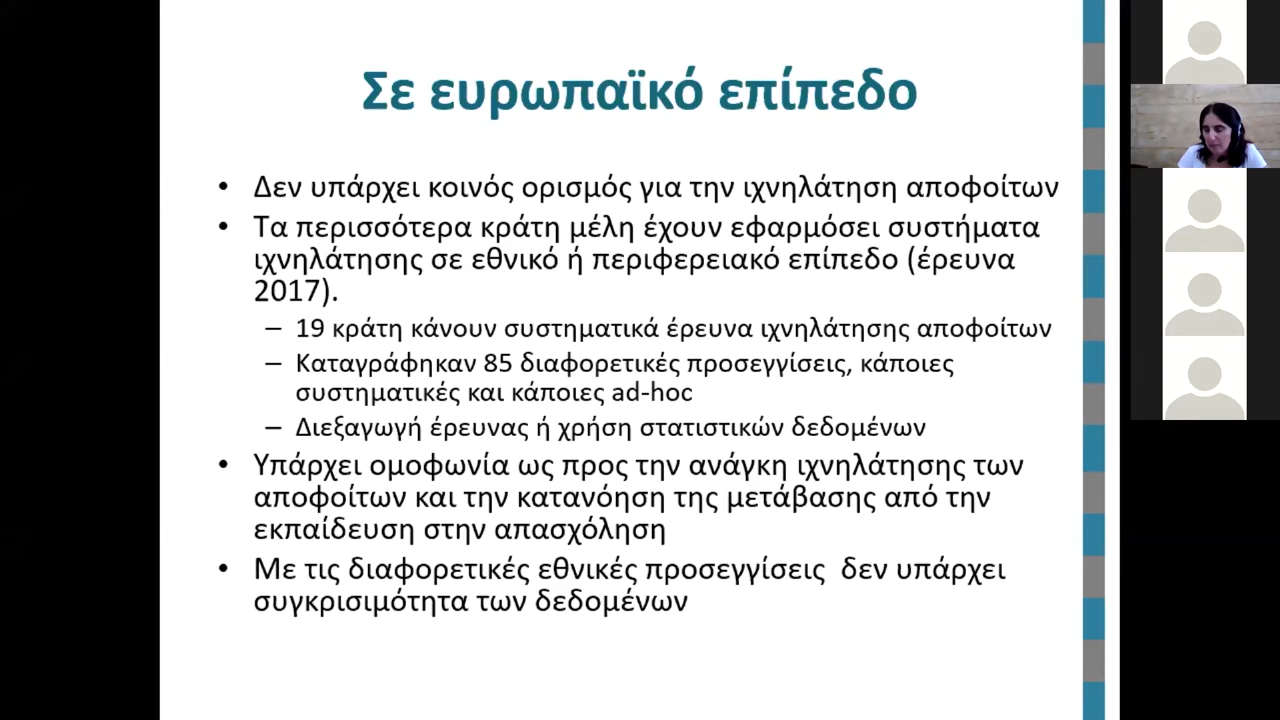 Σε ευρωπαϊκό επίπεδο
• Δεν υπάρχει κοινός ορισμός για την ιχνηλάτηση αποφοίτων
• Τα περισσότερα κράτη μέλη έχουν εφαρμόσει συστήματα
ιχνηλάτησης σε εθνικό ή περιφερειακό επίπεδο (έρευνα
2017).
– 19 κράτη κάνουν συστηματικά έρευνα ιχνηλάτησης αποφοίτων
– Καταγράφηκαν 85 διαφορετικές προσεγγίσεις, κάποιες
συστηματικές και κάποιες ad-hoc
– Διεξαγωγή έρευνας ή χρήση στατιστικών δεδομένων
• Υπάρχει ομοφωνία ως προς την ανάγκη ιχνηλάτησης των
αποφοίτων και την κατανόηση της μετάβασης από την
εκπαίδευση στην απασχόληση
• Με τις διαφορετικές εθνικές προσεγγίσεις  δεν υπάρχει
συγκρισιμότητα των δεδομένων